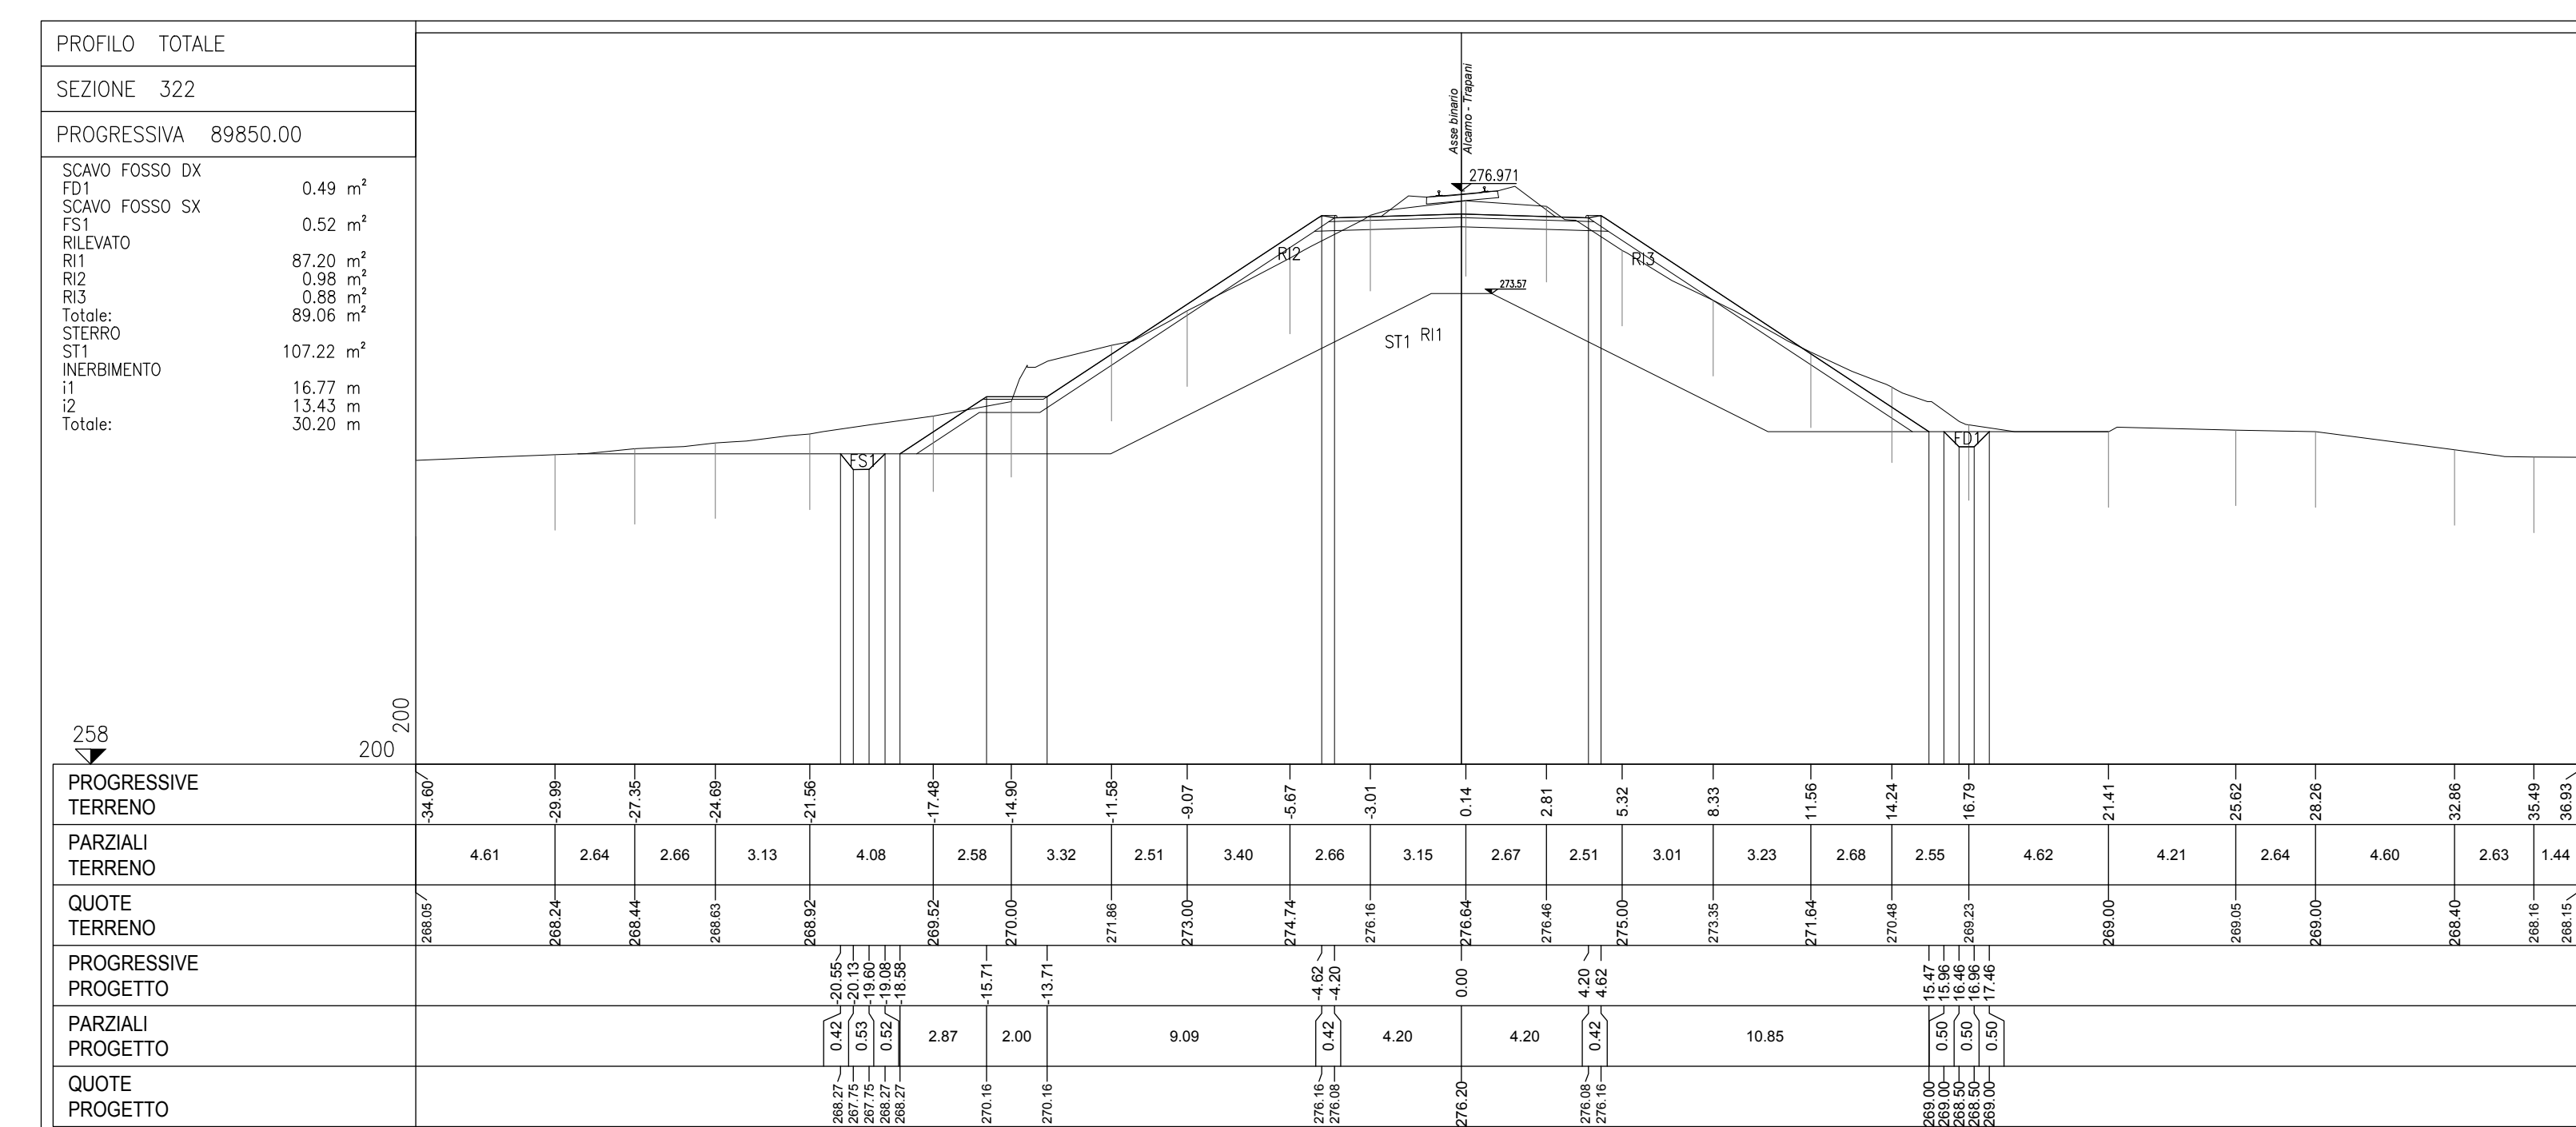 PROFILO TOTALE
SEZIONE 322
PROGRESSIVA 89850.00
SCAVO FOSSO DX
FD1 0.49 m²
SCAVO FOSSO SX
FS1 0.52 m²
RILEVATO
RI1 87.20 m²
RI2 0.98 m²
RI3 0.88 m²
Totale: 89.06 m²
STERRO
ST1 107.22 m²
INERBIMENTO
i1 16.77 m
i2 13.43 m
Totale: 30.20 m
258
200
200
Asse binario
Alcamo - Trapani
276.971
RI2
RI3
273.57
ST1 RI1
FS1
FD1
PROGRESSIVE
TERRENO
-34.60 -29.99 -27.35 -24.69 -21.56 -17.48 -14.90 -11.58 -9.07 -5.67 -3.01 0.14 2.81 5.32 8.33 11.56 14.24 16.79 21.41 25.62 28.26 32.86 35.49 36.93
PARZIALI
TERRENO
4.61 2.64 2.66 3.13 4.08 2.58 3.32 2.51 3.40 2.66 3.15 2.67 2.51 3.01 3.23 2.68 2.55 4.62 4.21 2.64 4.60 2.63 1.44
QUOTE
TERRENO
268.05 268.24 268.44 268.63 268.92 269.52 270.00 271.86 273.00 274.74 276.16 276.64 276.46 275.00 273.35 271.64 270.48 269.23 269.00 269.05 269.00 268.40 268.16 268.15
PROGRESSIVE
PROGETTO
-20.55 -20.13 -19.60 -19.08 -18.58 -15.71 -13.71 -4.62 -4.20 0.00 4.20 4.62 15.47 15.96 16.46 16.96 17.46
PARZIALI
PROGETTO
0.42 0.53 0.52 2.87 2.00 9.09 0.42 4.20 4.20 0.42 10.85 0.50 0.50 0.50
QUOTE
PROGETTO
268.27 267.75 267.75 268.27 268.27 270.16 270.16 276.16 276.08 276.20 276.08 276.16 269.00 269.00 268.50 268.50 269.00